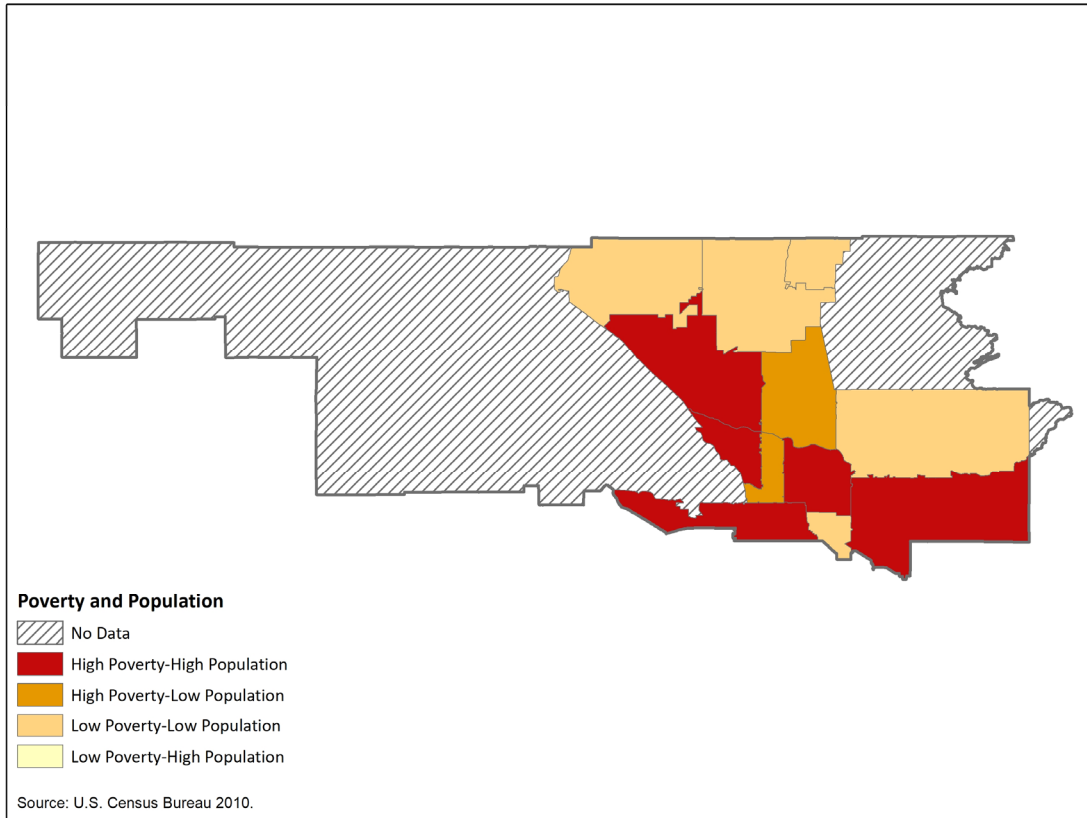 Poverty and Population
No Data
High Poverty-High Population
High Poverty-Low Population
Low Poverty-Low Population
Low Poverty-High Population
Source: U.S. Census Bureau 2010.